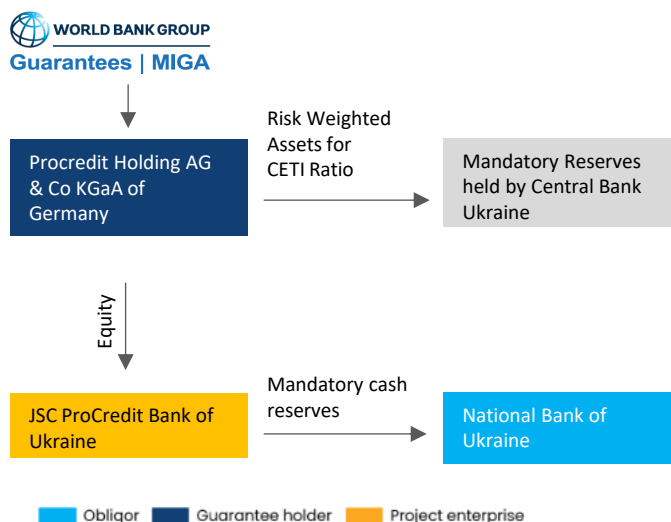 WORLD BANK GROUP
Guarantees | MIGA
Risk Weighted
Assets for
CETI Ratio
Procredit Holding AG
& Co KGaA of
Germany
Mandatory Reserves
held by Central Bank
Ukraine
Equity
JSC ProCredit Bank of
Ukraine
Mandatory cash
reserves
National Bank of
Ukraine
Obligor
Guarantee holder
Project enterprise